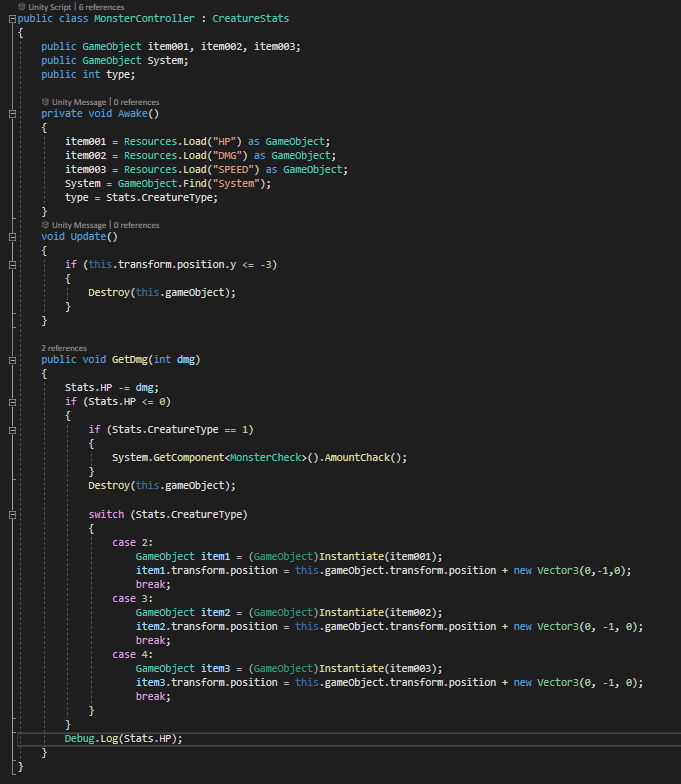 Unity Script | 6 references
public class MonsterController : CreatureStats
{
public GameObject item001, item002, item003;
public GameObject System;
public int type;
Unity Message | 0 references
private void Awake()
{
item001 = Resources.Load("HP") as GameObject;
item002 = Resources.Load("DMG") as GameObject;
item003 = Resources.Load("SPEED") as GameObject;
System = GameObject.Find("System");
type = Stats.CreatureType;
}
Unity Message | 0 references
void Update()
{
if (this.transform.position.y <= -3)
{
Destroy(this.gameObject);
}
}
2 references
public void GetDmg(int dmg)
{
Stats.HP -= dmg;
if (Stats.HP <= 0)
{
if (Stats.CreatureType == 1)
{
System.GetComponent<MonsterCheck>().AmountChack();
}
Destroy(this.gameObject);
switch (Stats.CreatureType)
{
case 2:
GameObject item1 = (GameObject)Instantiate(item001);
item1.transform.position = this.gameObject.transform.position + new Vector3(0,-1,0);
break;
case 3:
GameObject item2 = (GameObject)Instantiate(item002);
item2.transform.position = this.gameObject.transform.position + new Vector3(0, -1, 0);
break;
case 4:
GameObject item3 = (GameObject)Instantiate(item003);
item3.transform.position = this.gameObject.transform.position + new Vector3(0, -1, 0);
break;
}
}
Debug.Log(Stats.HP);
}
}